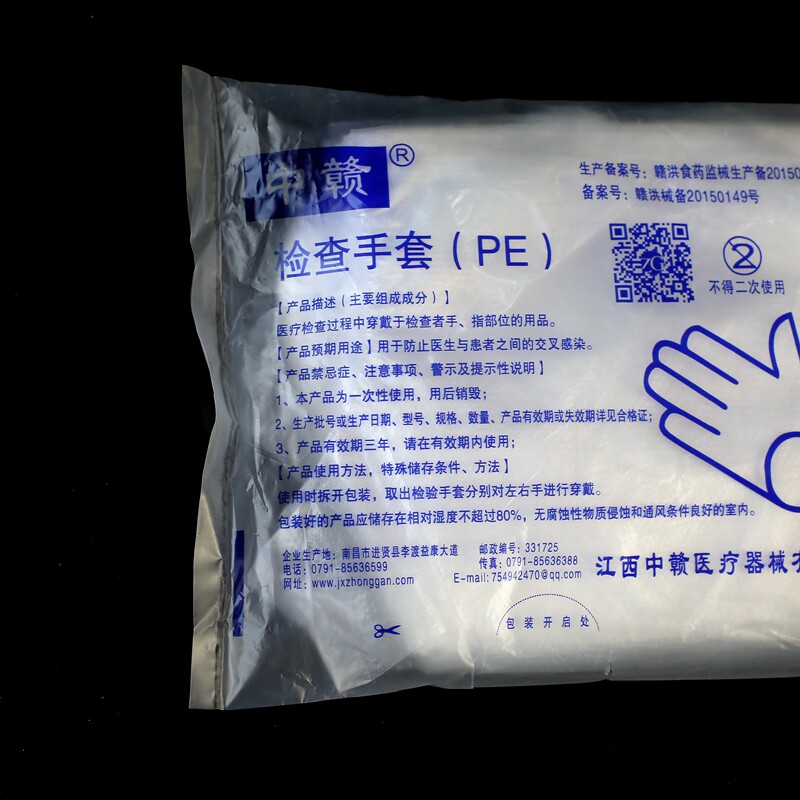 中赣®
生产备案号：赣洪食药监械生产备20150
备案号：赣洪械备20150149号
检查手套（PE）
不得二次使用
【产品描述（主要组成成分）】
医疗检查过程中穿戴于检查者手、指部位的用品。
【产品预期用途】用于防止医生与患者之间的交叉感染。
【产品禁忌症、注意事项、警示及提示性说明】
1、本产品为一次性使用，用后销毁；
2、生产批号或生产日期、型号、规格、数量、产品有效期或失效期详见合格证；
3、产品有效期三年，请在有效期内使用；
【产品使用方法，特殊储存条件、方法】
使用时拆开包装，取出检验手套分别对左右手进行穿戴。
包装好的产品应储存在相对湿度不超过80%，无腐蚀性物质侵蚀和通风条件良好的室内。
企业生产地：南昌市进贤县李渡益康大道 邮政编号：331725
电话：0791-85636599 传真：0791-85636388
网址：www.jxzhonggan.com E-mail:754942470@qq.com
江西中赣医疗器械
包装开启处